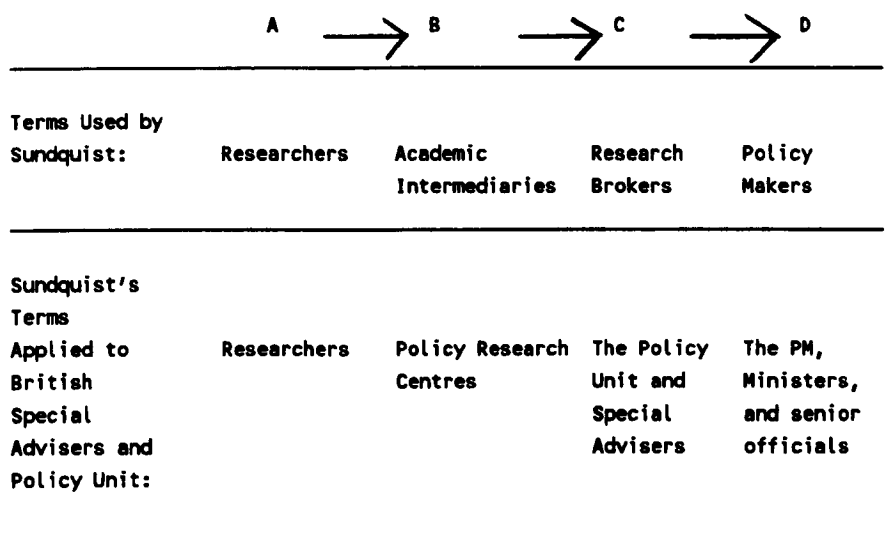 A B C D
Terms Used by
Sundquist: Researchers Academic Research Policy
Intermediaries Brokers Makers
Sundquist's
Terms
Applied to Researchers Policy Research The Policy The PM,
British Centres Unit and Ministers,
Special Special and senior
Advisers and Advisers officials
Policy Unit: